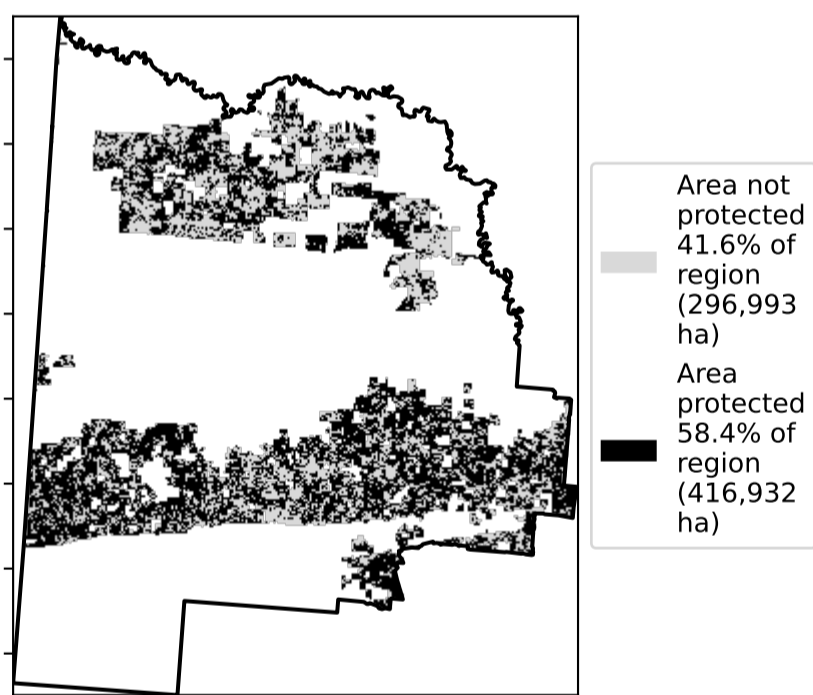 Area not
protected
41.6% of
region
(296,993
ha)
Area
protected
58.4% of
region
(416,932
ha)